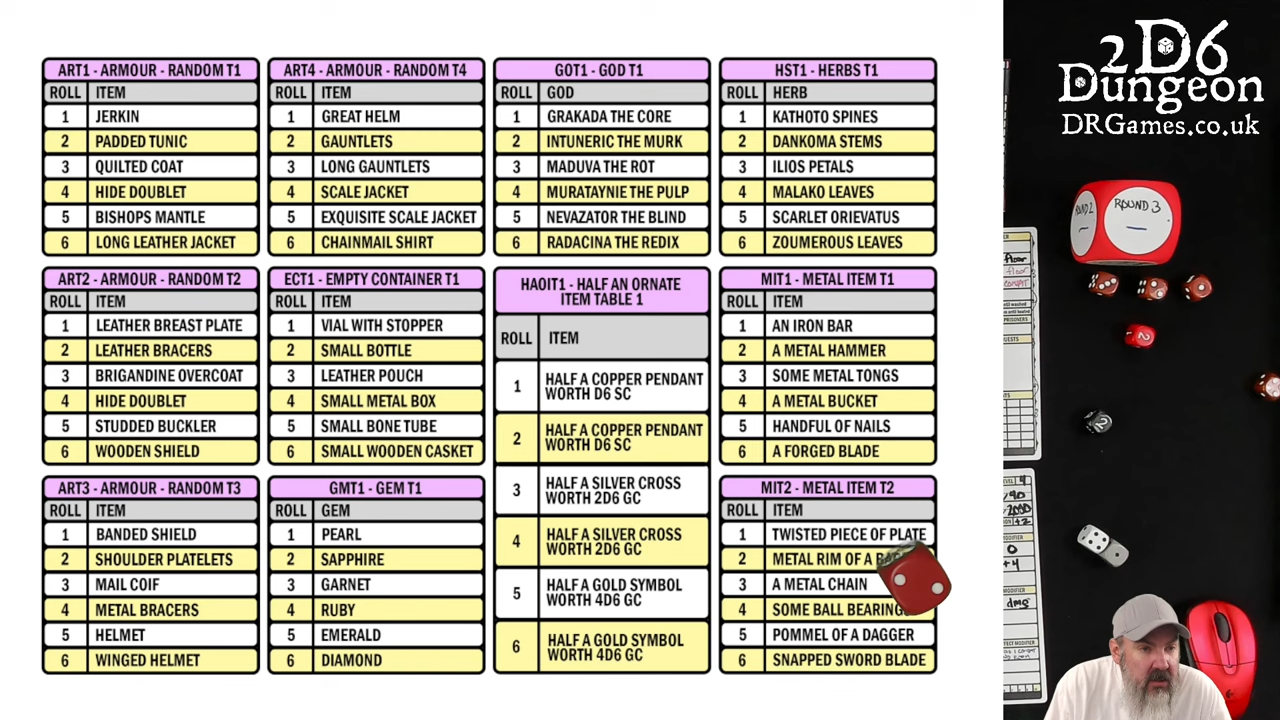 ART1 - ARMOUR - RANDOM T1
ROLL ITEM
1 JERKIN
2 PADDED TUNIC
3 QUILTED COAT
4 HIDE DOUBLET
5 BISHOPS MANTLE
6 LONG LEATHER JACKET
ART2 - ARMOUR - RANDOM T2
ROLL ITEM
1 LEATHER BREAST PLATE
2 LEATHER BRACERS
3 BRIGANDINE OVERCOAT
4 HIDE DOUBLET
5 STUDDED BUCKLER
6 WOODEN SHIELD
ART3 - ARMOUR - RANDOM T3
ROLL ITEM
1 BANDED SHIELD
2 SHOULDER PLATELETS
3 MAIL COIF
4 METAL BRACERS
5 HELMET
6 WINGED HELMET
ART4 - ARMOUR - RANDOM T4
ROLL ITEM
1 GREAT HELM
2 GAUNTLETS
3 LONG GAUNTLETS
4 SCALE JACKET
5 EXQUISITE SCALE JACKET
6 CHAINMAIL SHIRT
ECT1 - EMPTY CONTAINER T1
ROLL ITEM
1 VIAL WITH STOPPER
2 SMALL BOTTLE
3 LEATHER POUCH
4 SMALL METAL BOX
5 SMALL BONE TUBE
6 SMALL WOODEN CASKET
GMT1 - GEM T1
ROLL GEM
1 PEARL
2 SAPPHIRE
3 GARNET
4 RUBY
5 EMERALD
6 DIAMOND
GOT1 - GOD T1
ROLL GOD
1 GRAKADA THE CORE
2 INTUNERIC THE MURK
3 MADUVA THE ROT
4 MURATAYNIE THE PULP
5 NEVAZATOR THE BLIND
6 RADACINA THE REDIX
HAOIT1 - HALF AN ORNATE
ITEM TABLE 1
ROLL ITEM
1 HALF A COPPER PENDANT
WORTH D6 SC
2 HALF A COPPER PENDANT
WORTH D6 SC
3 HALF A SILVER CROSS
WORTH 2D6 GC
4 HALF A SILVER CROSS
WORTH 2D6 GC
5 HALF A GOLD SYMBOL
WORTH 4D6 GC
6 HALF A GOLD SYMBOL
WORTH 4D6 GC
HST1 - HERBS T1
ROLL HERB
1 KATHOTO SPINES
2 DANKOMA STEMS
3 ILIOS PETALS
4 MALAKO LEAVES
5 SCARLET ORIEVATUS
6 ZOUMEROUS LEAVES
MIT1 - METAL ITEM T1
ROLL ITEM
1 AN IRON BAR
2 A METAL HAMMER
3 SOME METAL TONGS
4 A METAL BUCKET
5 HANDFUL OF NAILS
6 A FORGED BLADE
MIT2 - METAL ITEM T2
ROLL ITEM
1 TWISTED PIECE OF PLATE
2 METAL RIM OF A
3 A METAL CHAIN
4 SOME BALL BEARINGS
5 POMMEL OF A DAGGER
6 SNAPPED SWORD BLADE
2D6
Dungeon
DRGames.co.uk
ROUND 2
ROUND 3
floor
floor
PRISONERS
4
2000
+2
0
+4
dmg
2